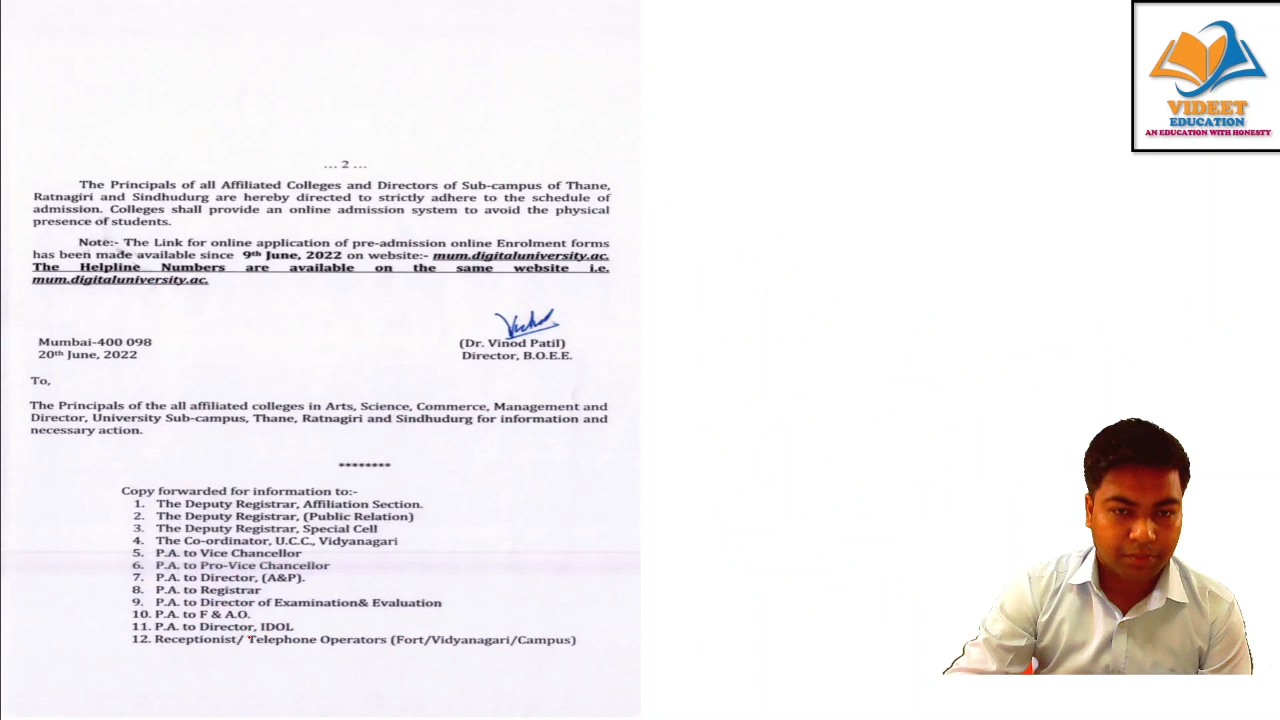 ... 2 ...
The Principals of all Affiliated Colleges and Directors of Sub-campus of Thane,
Ratnagiri and Sindhudurg are hereby directed to strictly adhere to the schedule of
admission. Colleges shall provide an online admission system to avoid the physical
presence of students.
Note:- The Link for online application of pre-admission online Enrolment forms
has been made available since 9th June, 2022 on website:- mum.digitaluniversity.ac.
The Helpline Numbers are available on the same website i.e.
mum.digitaluniversity.ac.
Mumbai-400 098
20th June, 2022
(Dr. Vinod Patil)
Director, B.O.E.E.
To,
The Principals of the all affiliated colleges in Arts, Science, Commerce, Management and
Director, University Sub-campus, Thane, Ratnagiri and Sindhudurg for information and
necessary action.
********
Copy forwarded for information to:-
1. The Deputy Registrar, Affiliation Section.
2. The Deputy Registrar, (Public Relation)
3. The Deputy Registrar, Special Cell
4. The Co-ordinator, U.C.C., Vidyanagari
5. P.A. to Vice Chancellor
6. P.A. to Pro-Vice Chancellor
7. P.A. to Director, (A&P).
8. P.A. to Registrar
9. P.A. to Director of Examination& Evaluation
10. P.A. to F & A.O.
11. P.A. to Director, IDOL
12. Receptionist/ Telephone Operators (Fort/Vidyanagari/Campus)
VIDEET
EDUCATION
AN EDUCATION WITH HONESTY